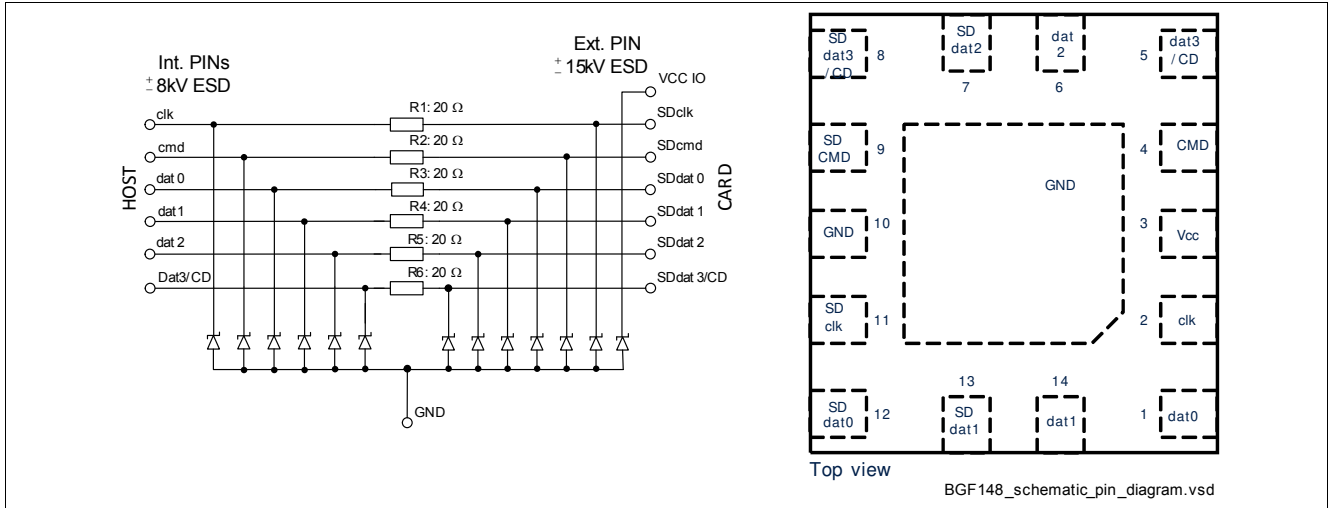 Int. PINs
± 8kV ESD
Ext. PIN
± 15kV ESD
VCC IO
HOST
CARD
clk
R1: 20 Ω
SDclk
cmd
R2: 20 Ω
SDcmd
dat 0
R3: 20 Ω
SDdat 0
dat 1
R4: 20 Ω
SDdat 1
dat 2
R5: 20 Ω
SDdat 2
Dat3/CD
R6: 20 Ω
SDdat 3/CD
GND
SD
dat3
/CD
8
SD
dat2
7
dat
2
6
5
dat3
/CD
SD
CMD
9
GND
4
CMD
GND
10
3
Vcc
SD
clk
11
2
clk
SD
dat0
12
13
SD
dat1
14
dat1
1
dat0
Top view
BGF148_schematic_pin_diagram.vsd